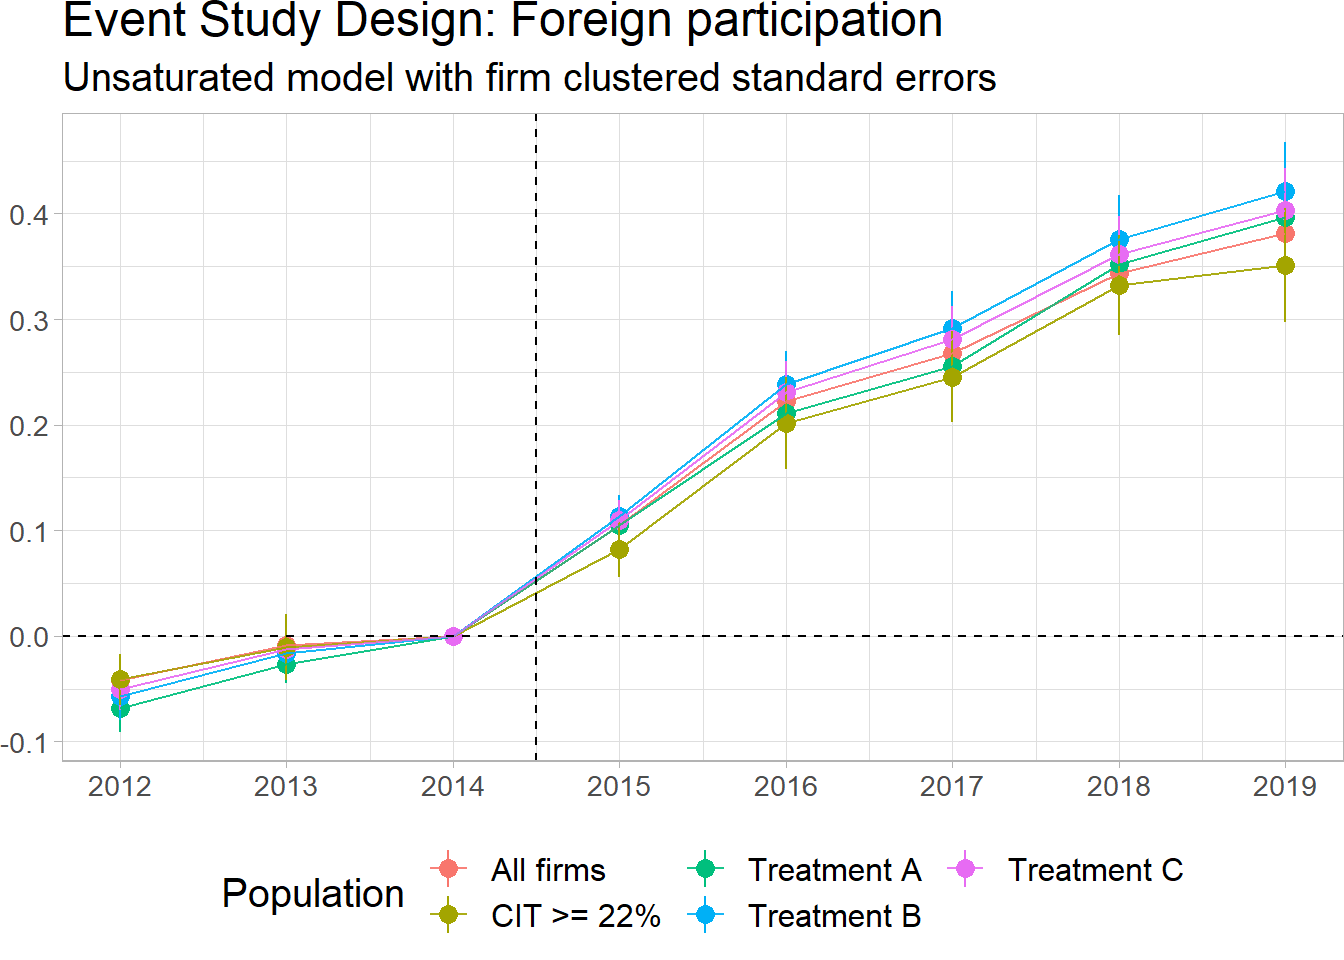 Event Study Design: Foreign participation
Unsaturated model with firm clustered standard errors
0.4
0.3
0.2
0.1
0.0
-0.1
2012 2013 2014 2015 2016 2017 2018 2019
Population
All firms
CIT >= 22%
Treatment A
Treatment B
Treatment C